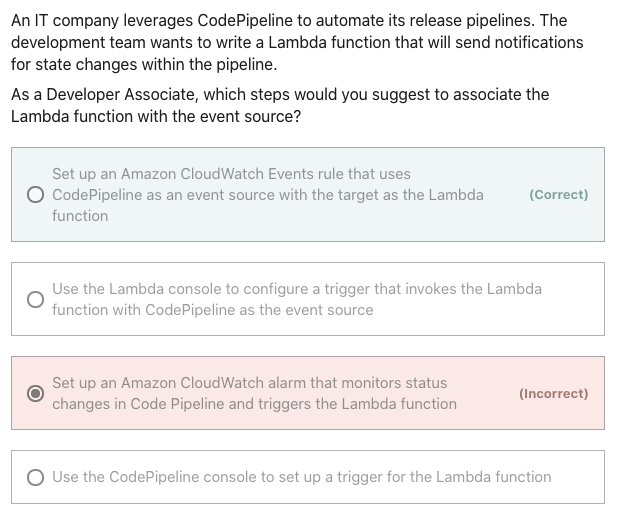 An IT company leverages CodePipeline to automate its release pipelines. The
development team wants to write a Lambda function that will send notifications
for state changes within the pipeline.
As a Developer Associate, which steps would you suggest to associate the
Lambda function with the event source?
Set up an Amazon CloudWatch Events rule that uses
CodePipeline as an event source with the target as the Lambda
function
(Correct)
Use the Lambda console to configure a trigger that invokes the Lambda
function with CodePipeline as the event source
Set up an Amazon CloudWatch alarm that monitors status
changes in Code Pipeline and triggers the Lambda function
(Incorrect)
Use the CodePipeline console to set up a trigger for the Lambda function